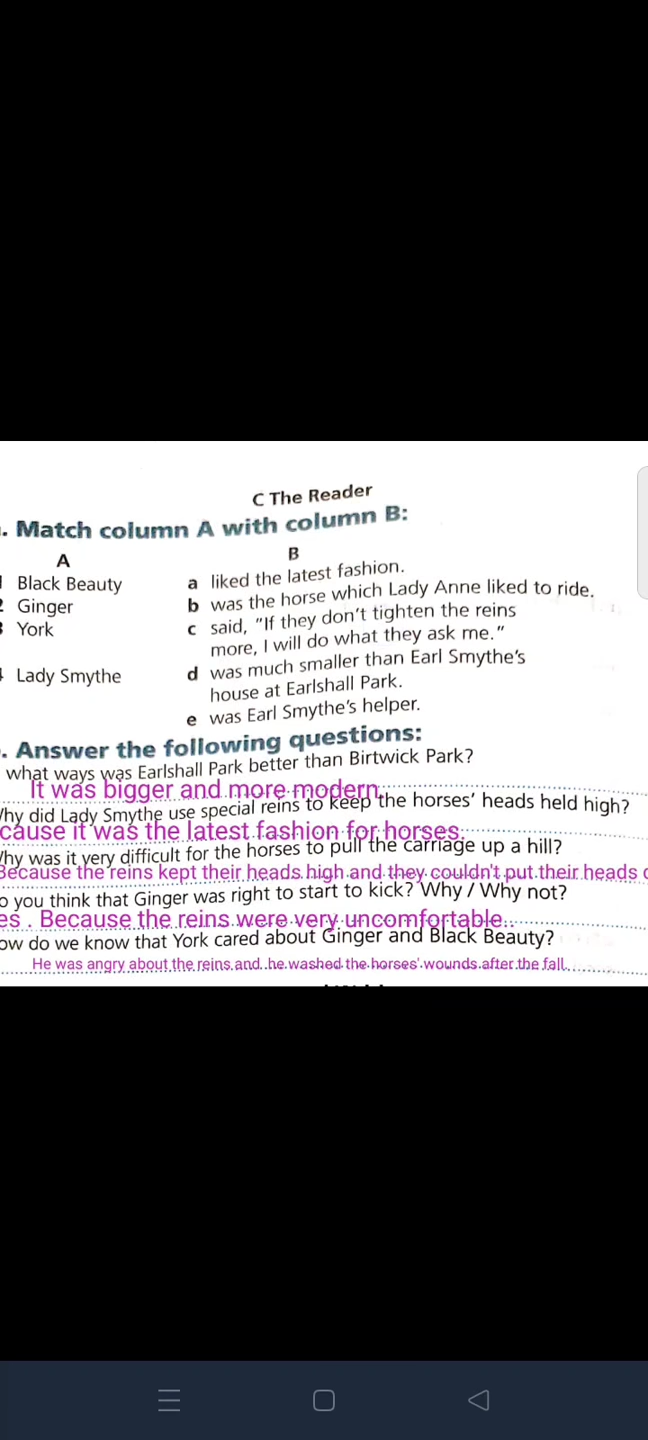 C The Reader
. Match column A with column B:
A B
Black Beauty a liked the latest fashion.
2 Ginger b was the horse which Lady Anne liked to ride.
3 York c said, "If they don't tighten the reins
more, I will do what they ask me."
4 Lady Smythe d was much smaller than Earl Smythe's
house at Earlshall Park.
e was Earl Smythe's helper.
. Answer the following questions:
what ways was Earlshall Park better than Birtwick Park?
It was bigger and more modern.
Why did Lady Smythe use special reins to keep the horses' heads held high?
cause it was the latest fashion for horses.
Why was it very difficult for the horses to pull the carriage up a hill?
Because the reins kept their heads high and they couldn't put their heads
o you think that Ginger was right to start to kick? Why / Why not?
es . Because the reins were very uncomfortable.
ow do we know that York cared about Ginger and Black Beauty?
He was angry about the reins and he washed the horses' wounds after the fall.